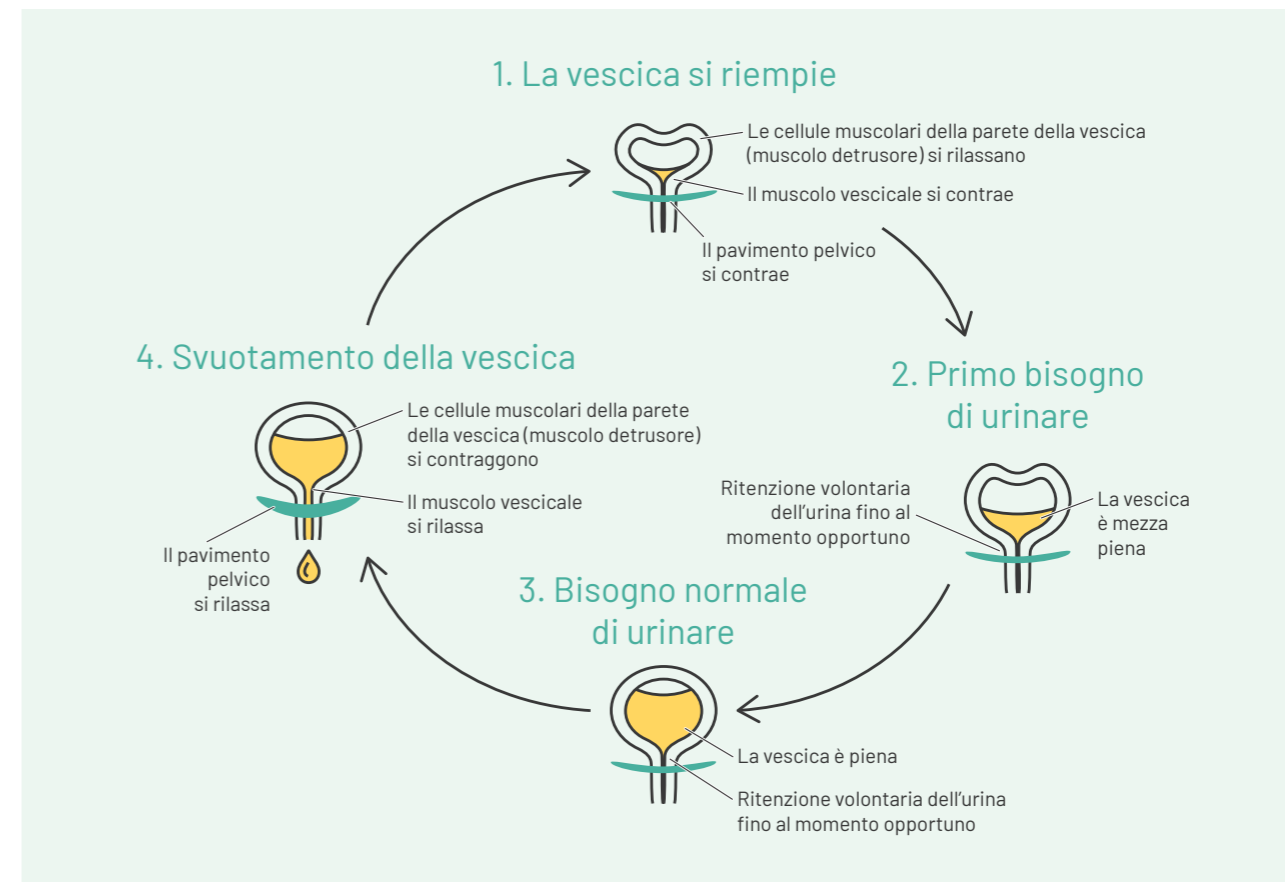 1. La vescica si riempie
Le cellule muscolari della parete della vescica
(muscolo detrusore) si rilassano
Il muscolo vescicale si contrae
Il pavimento pelvico
si contrae
2. Primo bisogno
di urinare
Ritenzione volontaria
dell’urina fino al
momento opportuno
La vescica
è mezza
piena
3. Bisogno normale
di urinare
La vescica è piena
Ritenzione volontaria dell’urina
fino al momento opportuno
4. Svuotamento della vescica
Le cellule muscolari della parete
della vescica (muscolo detrusore)
si contraggono
Il muscolo vescicale
si rilassa
Il pavimento
pelvico
si rilassa